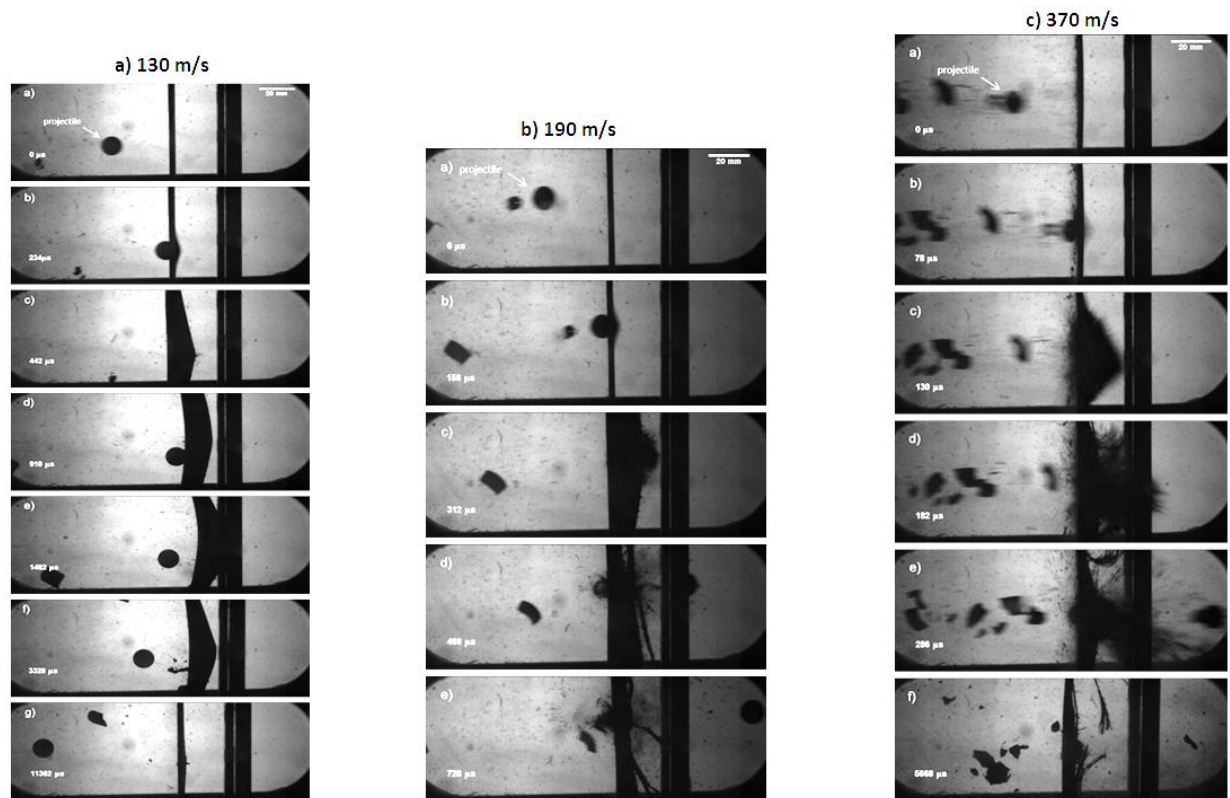 a) 130 m/s
a)
20 mm
projectile
0 µs
b)
234µs
c)
442 µs
d)
910 µs
e)
1482 µs
f)
3328 µs
g)
11362 µs
b) 190 m/s
a)
projectile
20 mm
0 µs
b)
156 µs
c)
312 µs
d)
468 µs
e)
728 µs
c) 370 m/s
a)
20 mm
projectile
0 µs
b)
78 µs
c)
130 µs
d)
182 µs
e)
286 µs
f)
5668 µs